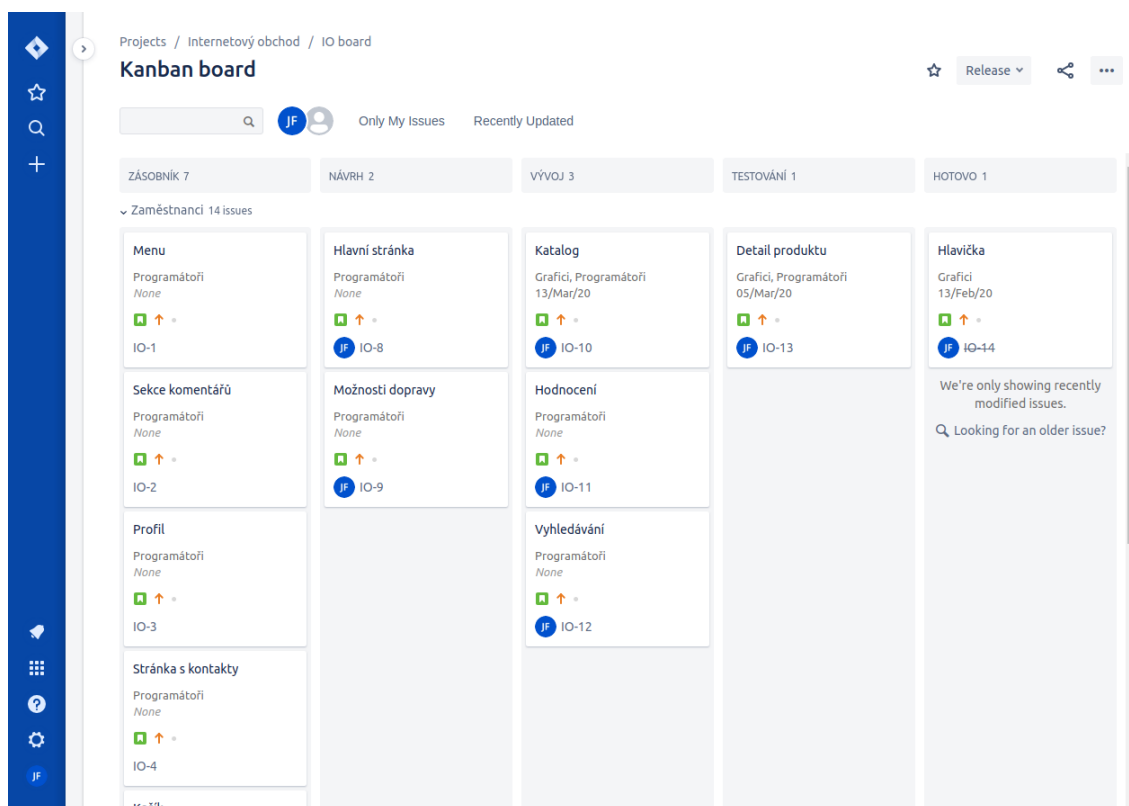 Projects / Internetový obchod / IO board
Kanban board
Release
JF
Only My Issues
Recently Updated
ZÁSOBNÍK 7
NÁVRH 2
VÝVOJ 3
TESTOVÁNÍ 1
HOTOVO 1
Zaměstnanci 14 issues
Menu
Programátoři
None
IO-1
Sekce komentářů
Programátoři
None
IO-2
Profil
Programátoři
None
IO-3
Stránka s kontakty
Programátoři
None
IO-4
Hlavní stránka
Programátoři
None
JF IO-8
Možnosti dopravy
Programátoři
None
JF IO-9
Katalog
Grafici, Programátoři
13/Mar/20
JF IO-10
Hodnocení
Programátoři
None
JF IO-11
Vyhledávání
Programátoři
None
JF IO-12
Detail produktu
Grafici, Programátoři
05/Mar/20
JF IO-13
Hlavička
Grafici
13/Feb/20
JF IO-14
We're only showing recently
modified issues.
Looking for an older issue?
JF